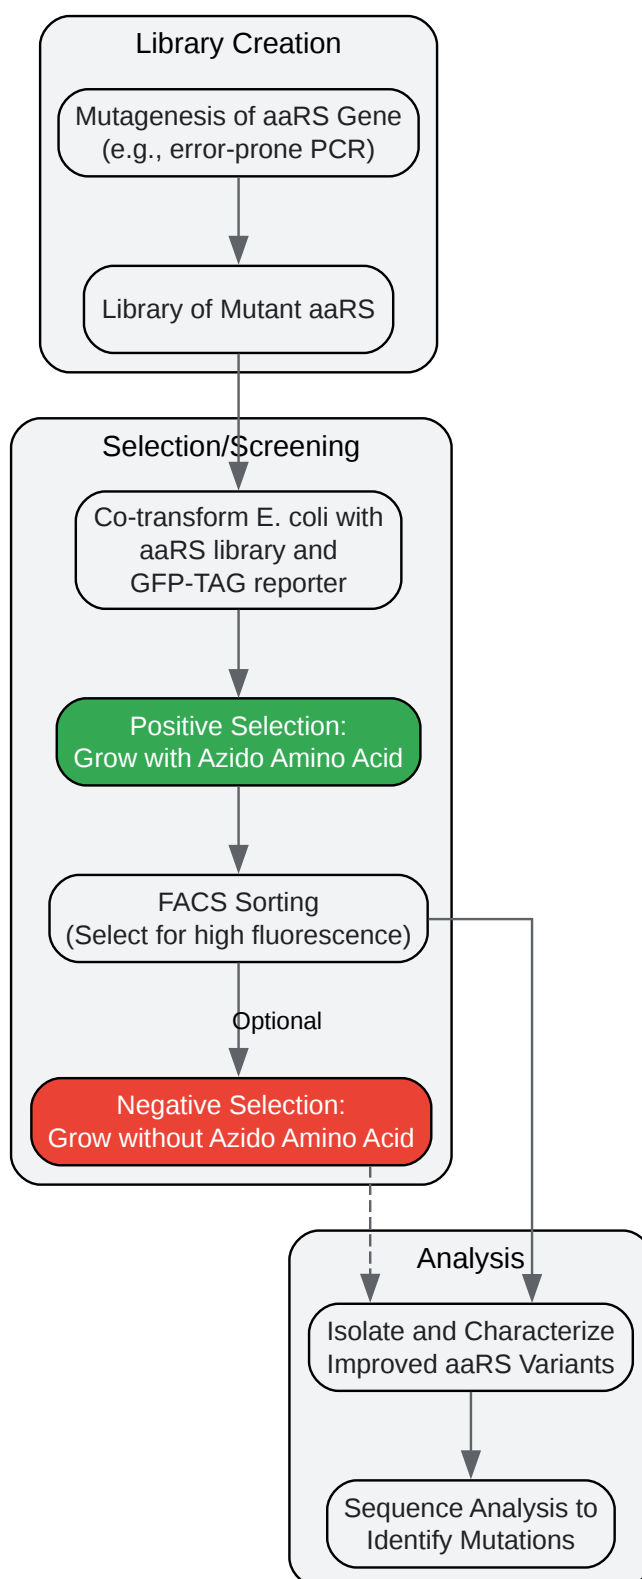 Library Creation
Mutagenesis of aaRS Gene
(e.g., error-prone PCR)
Library of Mutant aaRS
Selection/Screening
Co-transform E. coli with
aaRS library and
GFP-TAG reporter
Positive Selection:
Grow with Azido Amino Acid
FACS Sorting
(Select for high fluorescence)
Optional
Negative Selection:
Grow without Azido Amino Acid
Analysis
Isolate and Characterize
Improved aaRS Variants
Sequence Analysis to
Identify Mutations